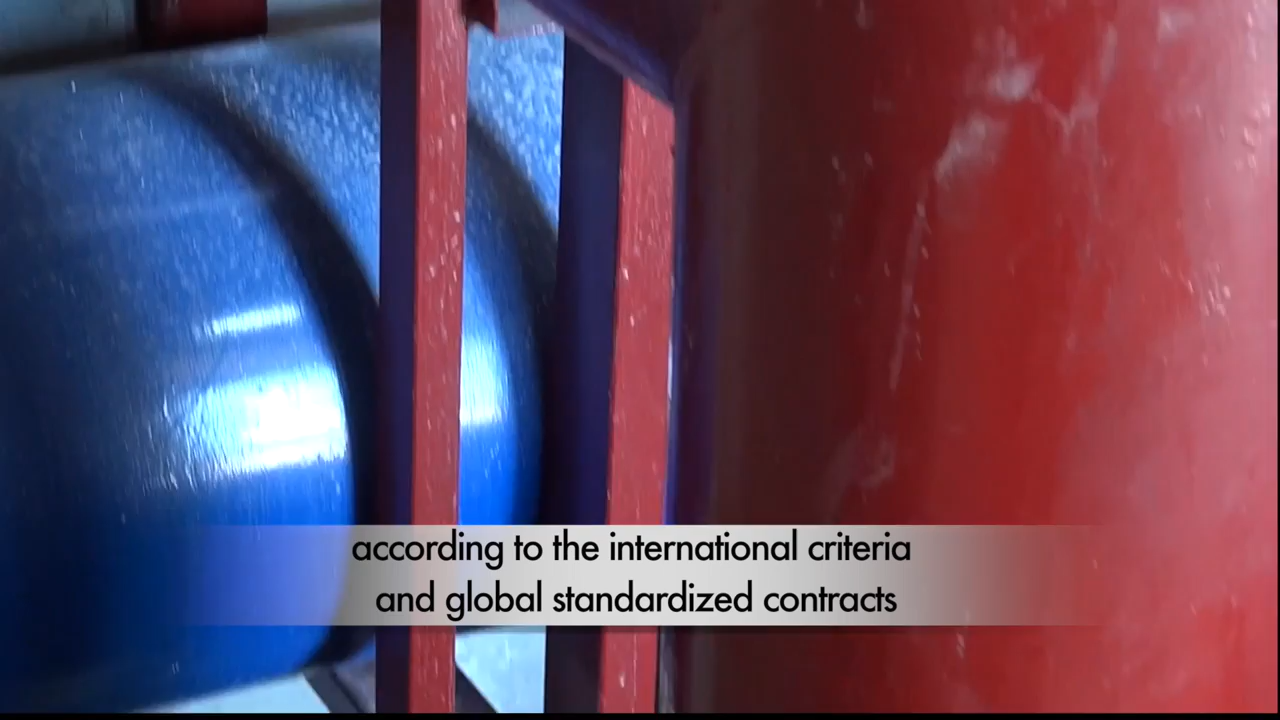 according to the international criteria
and global standardized contracts